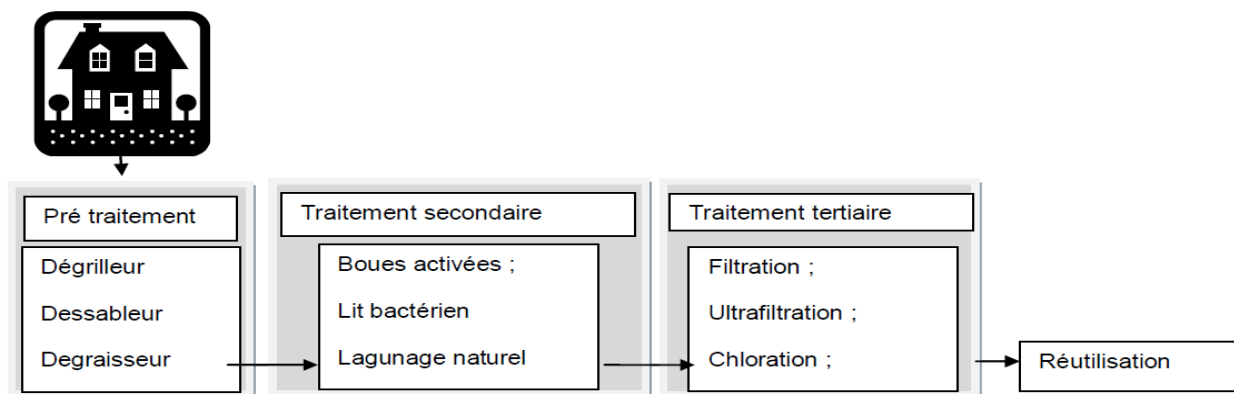 Pré traitement
Dégrilleur
Dessableur
Degraisseur
Traitement secondaire
Boues activées ;
Lit bactérien
Lagunage naturel
Traitement tertiaire
Filtration ;
Ultrafiltration ;
Chloration ;
Réutilisation